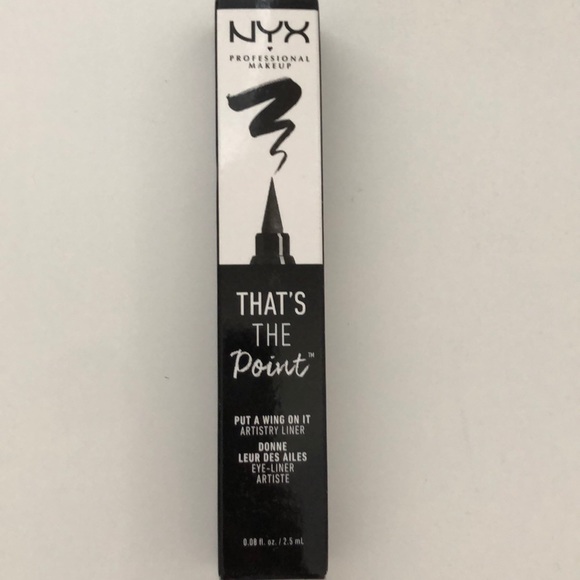 NYX
PROFESSIONAL
MAKEUP
THAT'S
THE
Point™
PUT A WING ON IT
ARTISTRY LINER
DONNE
LEUR DES AILES
EYE-LINER
ARTISTE
0.08 fl. oz. / 2.5 mL